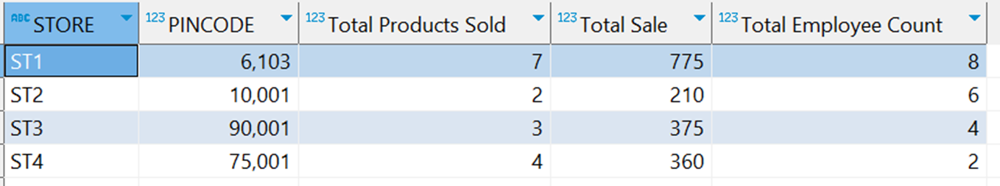 ABC STORE 123 PINCODE 123 Total Products Sold 123 Total Sale 123 Total Employee Count
ST1 6,103 7 775 8
ST2 10,001 2 210 6
ST3 90,001 3 375 4
ST4 75,001 4 360 2